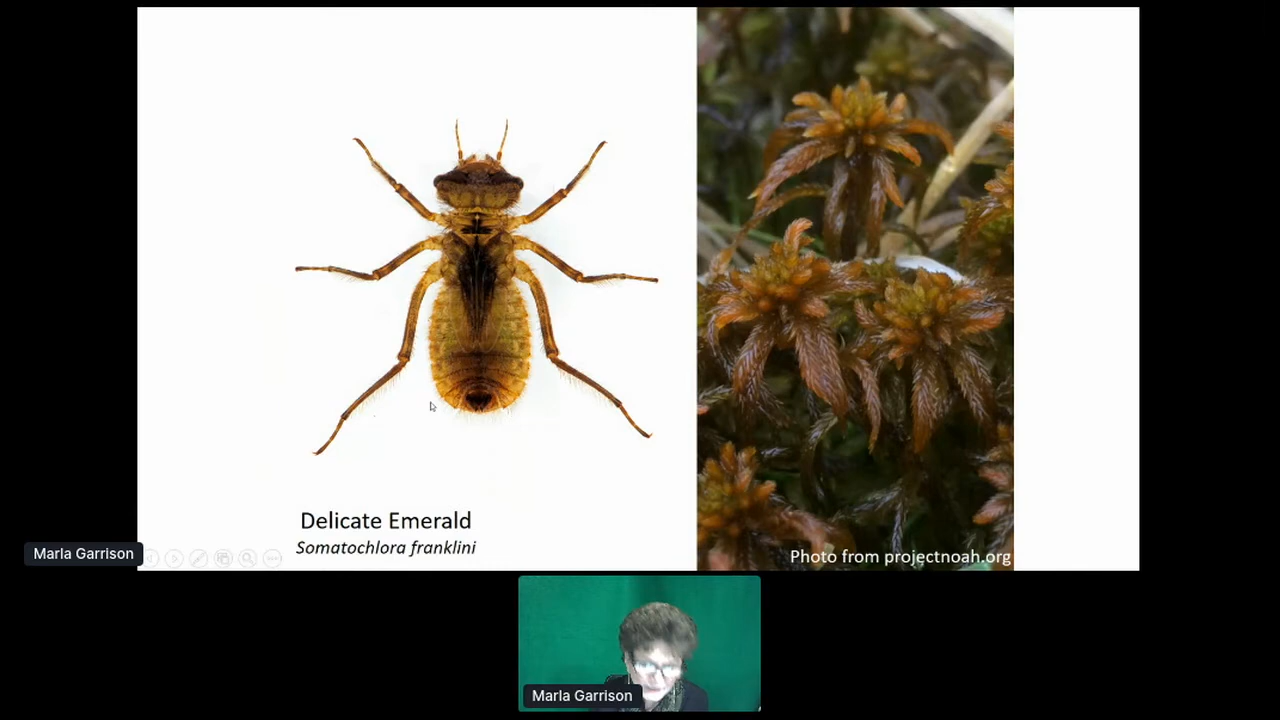 Delicate Emerald
Somatochlora franklini
Photo from projectnoah.org
Marla Garrison
Marla Garrison